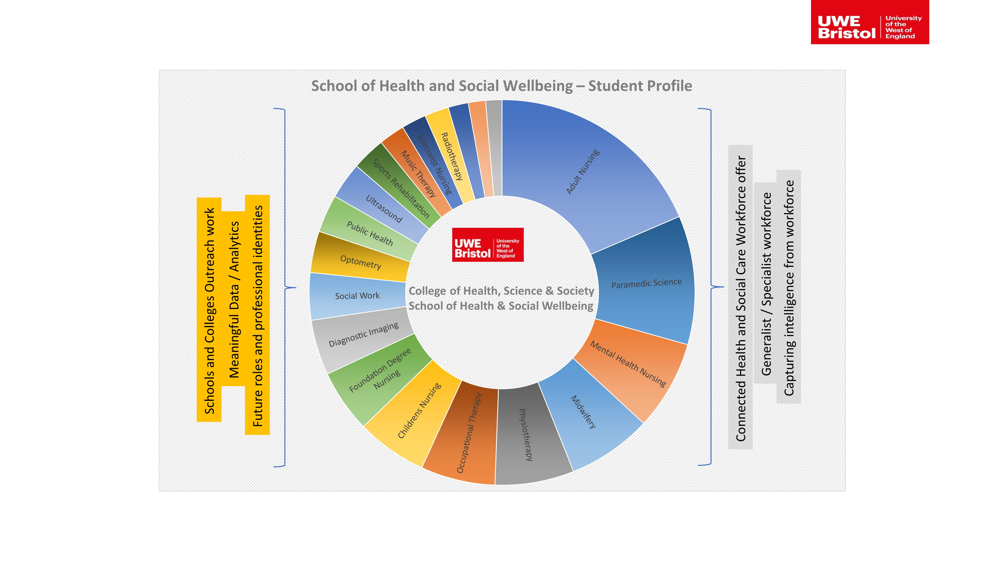 UWE
Bristol
University
of the
West of
England
School of Health and Social Wellbeing – Student Profile
Schools and Colleges Outreach work
Meaningful Data / Analytics
Future roles and professional identities
Adult Nursing
Paramedic Science
Mental Health Nursing
Midwifery
Physiotherapy
Occupational Therapy
Childrens Nursing
Foundation Degree
Nursing
Diagnostic Imaging
Social Work
Optometry
Public Health
Ultrasound
Sports Rehabilitation
Music Therapy
Specialist Nursing
Radiotherapy
UWE
Bristol
University
of the
West of
England
College of Health, Science & Society
School of Health & Social Wellbeing
Connected Health and Social Care Workforce offer
Generalist / Specialist workforce
Capturing intelligence from workforce